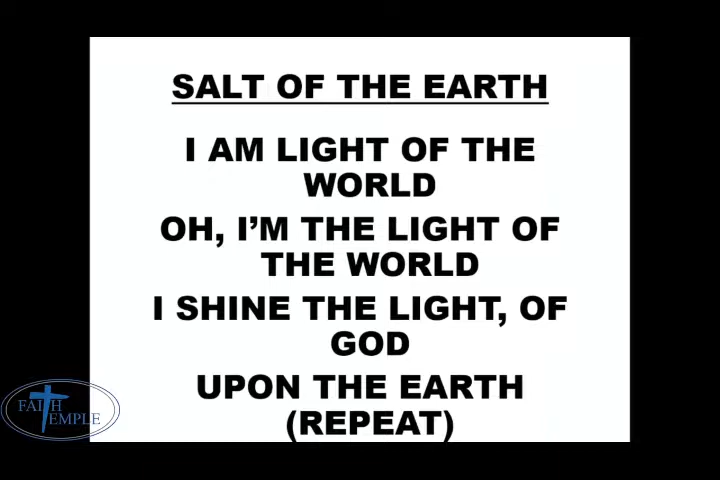 SALT OF THE EARTH
I AM LIGHT OF THE
WORLD
OH, I’M THE LIGHT OF
THE WORLD
I SHINE THE LIGHT, OF
GOD
UPON THE EARTH
(REPEAT)
FAITH
TEMPLE